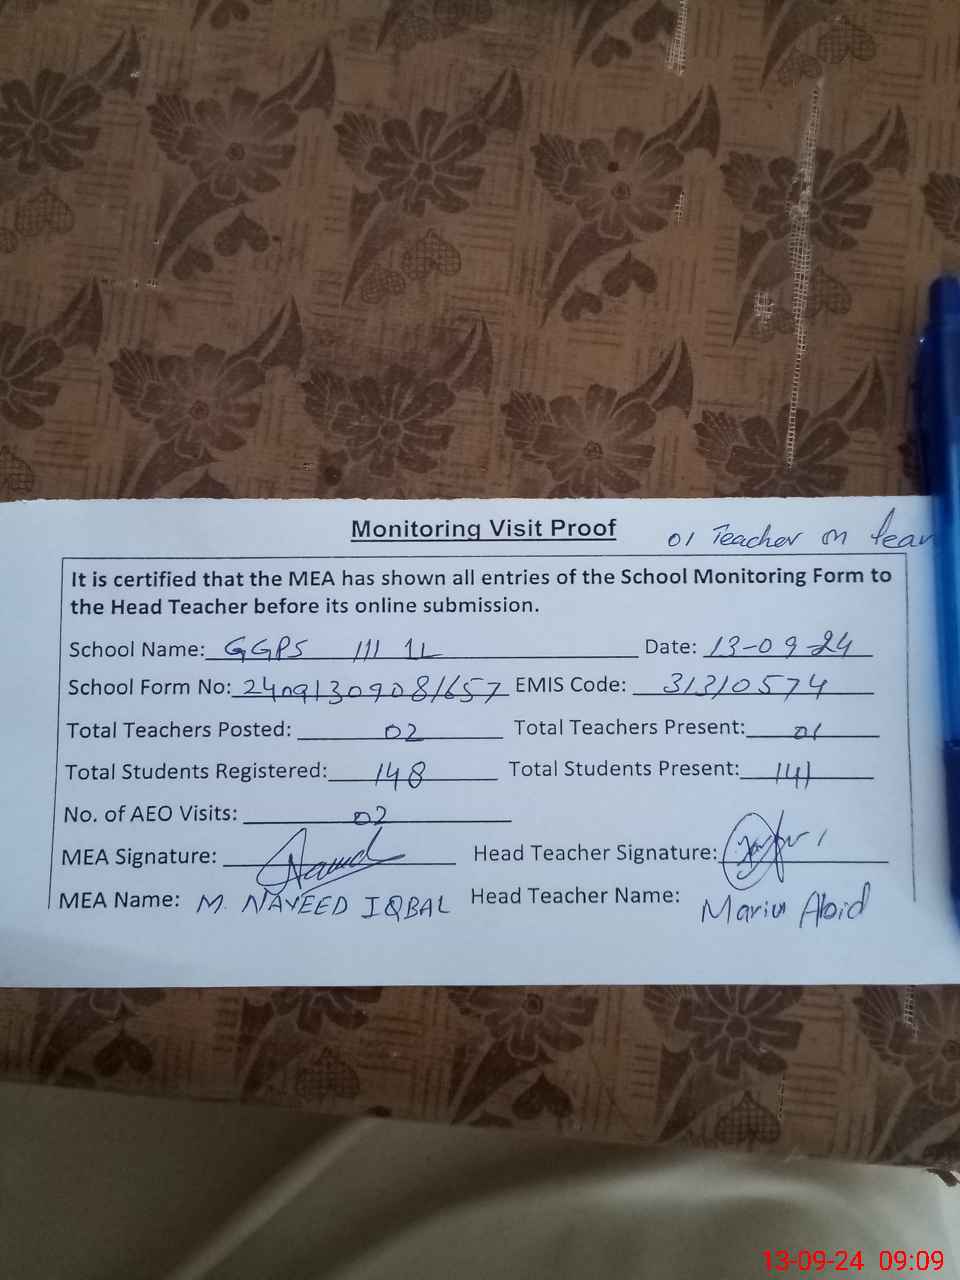 Monitoring Visit Proof
01 Teacher on leav
It is certified that the MEA has shown all entries of the School Monitoring Form to
the Head Teacher before its online submission.
School Name: GGPS 111 1L Date: 13-09-24
School Form No: 24091309081657 EMIS Code: 31310574
Total Teachers Posted: 02 Total Teachers Present: 01
Total Students Registered: 148 Total Students Present: 141
No. of AEO Visits: 02
MEA Signature: Head Teacher Signature:
MEA Name: M. NAVEED IQBAL Head Teacher Name: Abid
13-09-24 09:09